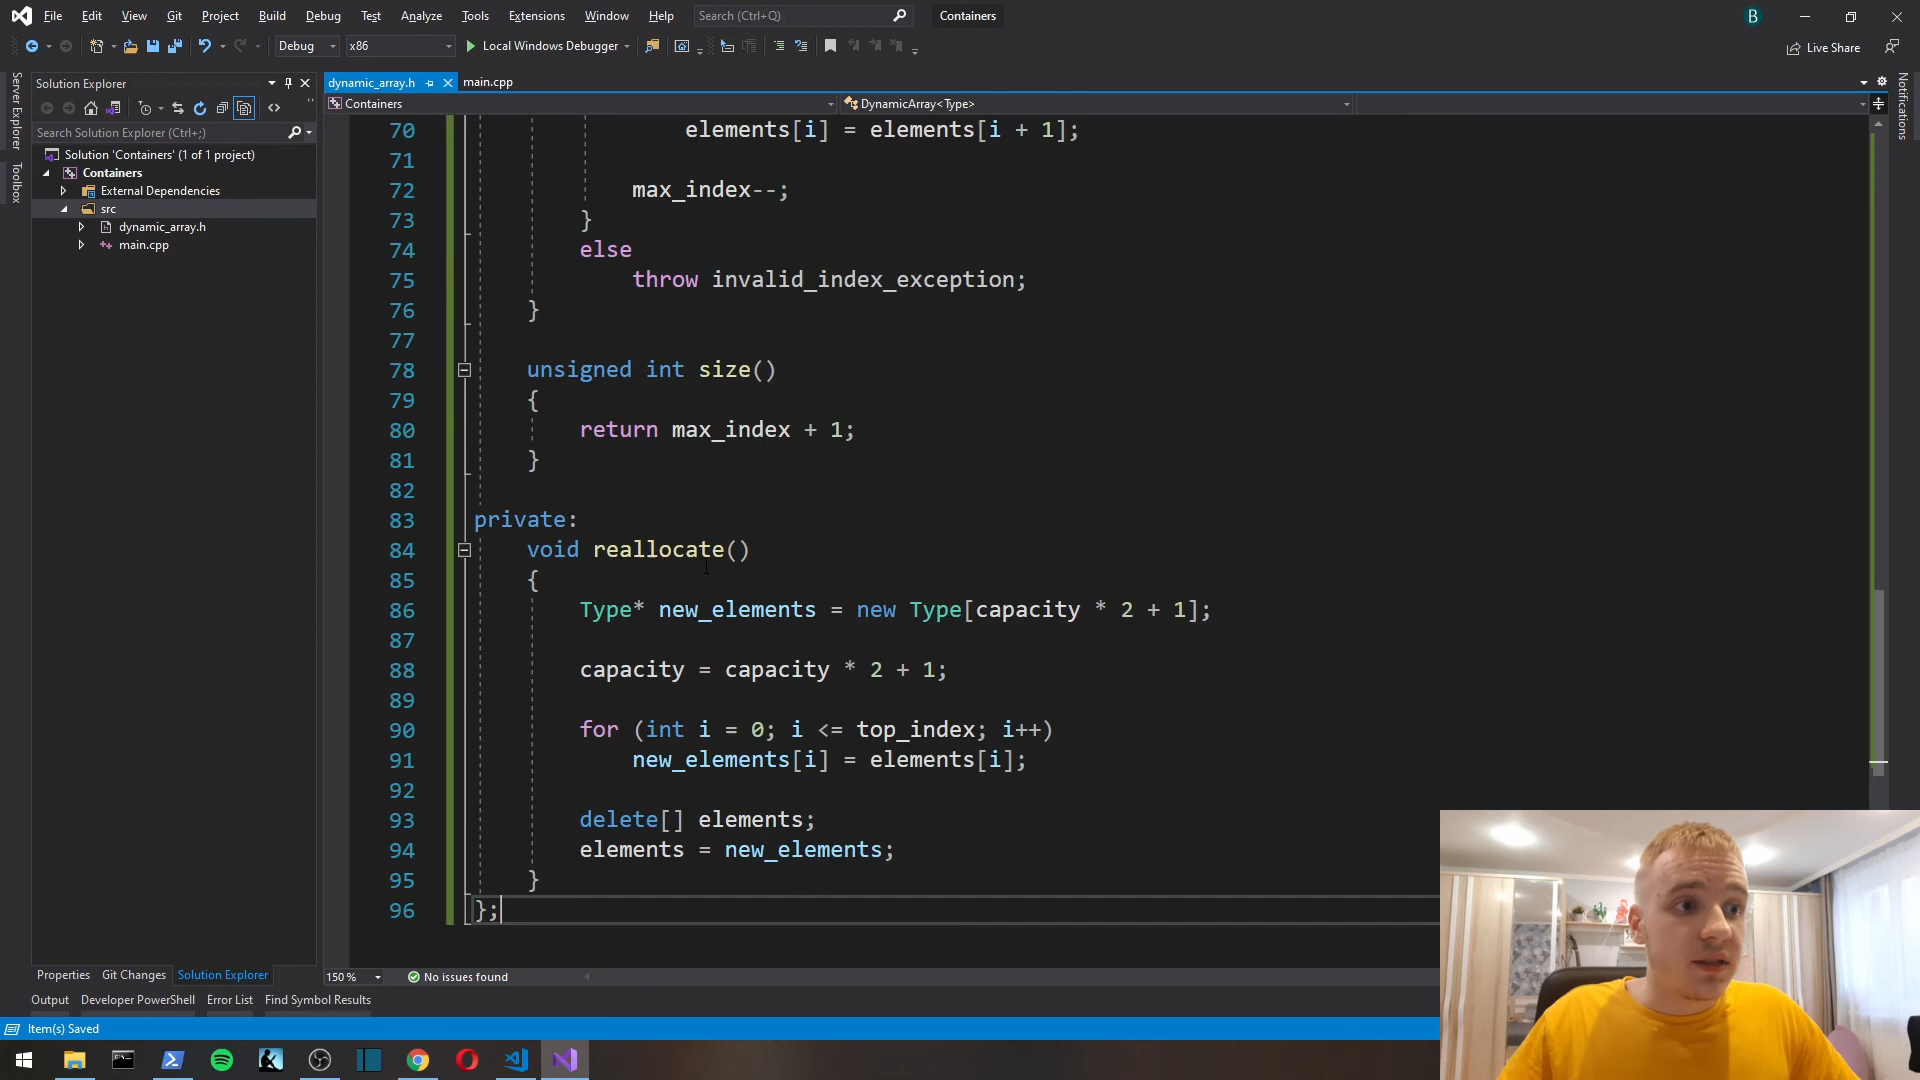 File Edit View Git Project Build Debug Test Analyze Tools Extensions Window Help Search (Ctrl+Q) Containers B
Debug x86 Local Windows Debugger Live Share
Server Explorer
Toolbox
Notifications
Solution Explorer
Search Solution Explorer (Ctrl+;)
Solution 'Containers' (1 of 1 project)
Containers
External Dependencies
src
dynamic_array.h
main.cpp
dynamic_array.h main.cpp
Containers DynamicArray<Type>
70 elements[i] = elements[i + 1];
71
72 max_index--;
73 }
74 else
75 throw invalid_index_exception;
76 }
77
78 unsigned int size()
79 {
80 return max_index + 1;
81 }
82
83 private:
84 void reallocate()
85 {
86 Type* new_elements = new Type[capacity * 2 + 1];
87
88 capacity = capacity * 2 + 1;
89
90 for (int i = 0; i <= top_index; i++)
91 new_elements[i] = elements[i];
92
93 delete[] elements;
94 elements = new_elements;
95 }
96 };
150 % No issues found
Properties Git Changes Solution Explorer
Output Developer PowerShell Error List Find Symbol Results
Item(s) Saved